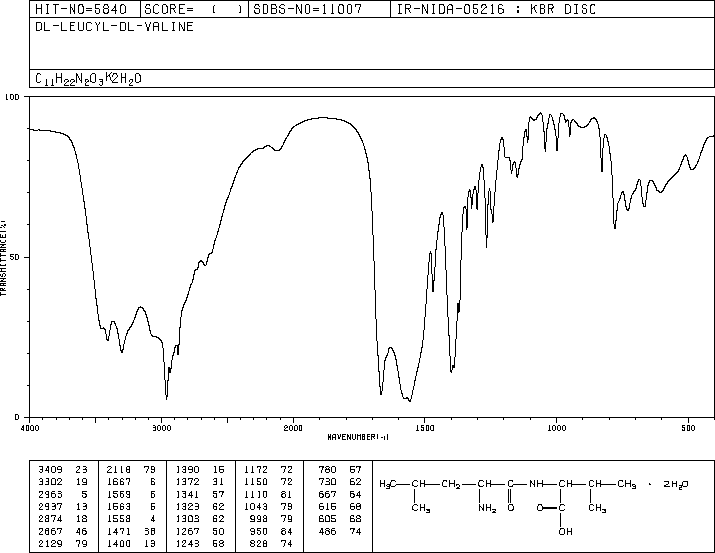 HIT-NO=5840 SCORE= ( ) SDBS-NO=11007 IR-NIDA-05216 : KBR DISC
DL-LEUCYL-DL-VALINE
C11H22N2O3K2H2O
100
50
0
TRANSMITTANCE(%)
4000 3000 2000 1500 1000 500
WAVENUMBER(-1)
3409 23 2118 79 1390 15 1172 72 780 57
3302 19 1667 6 1372 31 1150 72 730 62
2963 5 1569 6 1341 57 1110 81 667 64
2937 13 1563 6 1323 62 1043 79 615 68
2874 18 1558 4 1303 62 998 79 605 68
2667 46 1471 38 1267 50 950 84 486 74
2129 79 1400 13 1243 58 828 74
H3C CH CH2 CH C NH CH CH CH3 · 2H2O
CH3 NH2 O O C CH3
OH